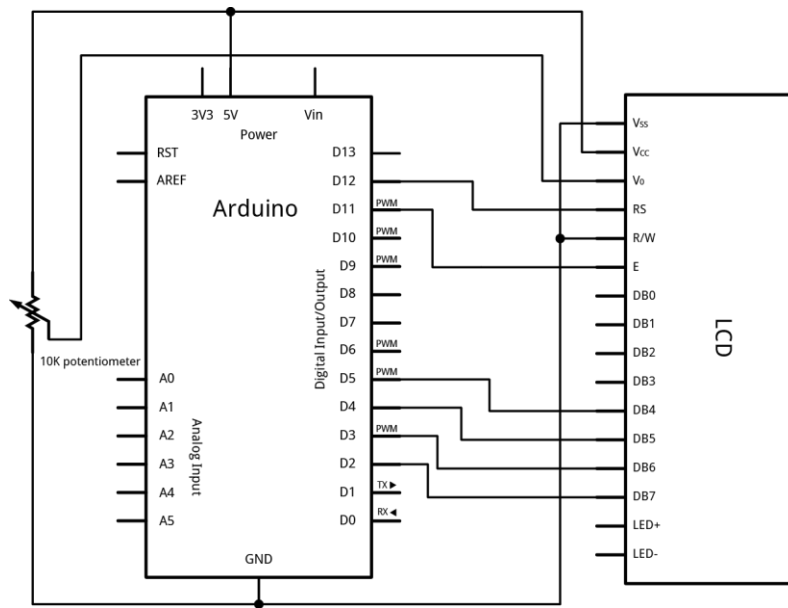 3V3 5V Vin
Power
RST
AREF
Arduino
D13
D12
D11 PWM
D10 PWM
D9 PWM
D8
D7
D6 PWM
D5 PWM
D4
D3 PWM
D2
D1 TX ▶
D0 RX ◀
Digital Input/Output
10K potentiometer
A0
A1
A2
A3
A4
A5
Analog Input
GND
Vss
Vcc
V0
RS
R/W
E
DB0
DB1
DB2
DB3
DB4
DB5
DB6
DB7
LED+
LED-
LCD